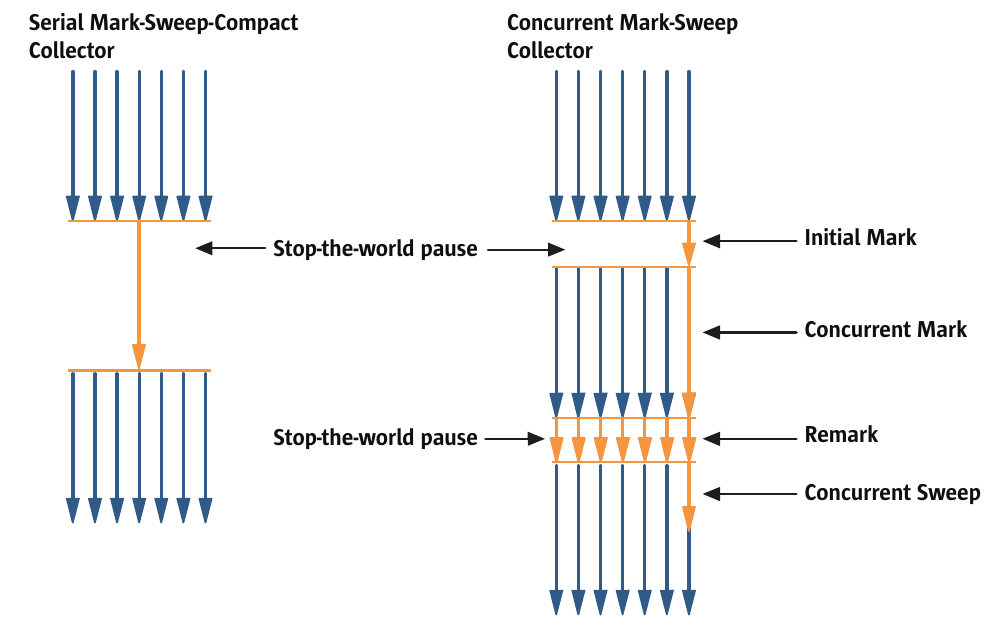 Serial Mark-Sweep-Compact
Collector
Concurrent Mark-Sweep
Collector
Stop-the-world pause
Initial Mark
Concurrent Mark
Stop-the-world pause
Remark
Concurrent Sweep